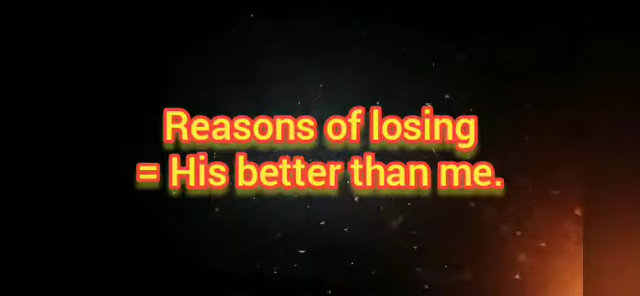 Reasons of losing
= His better than me.